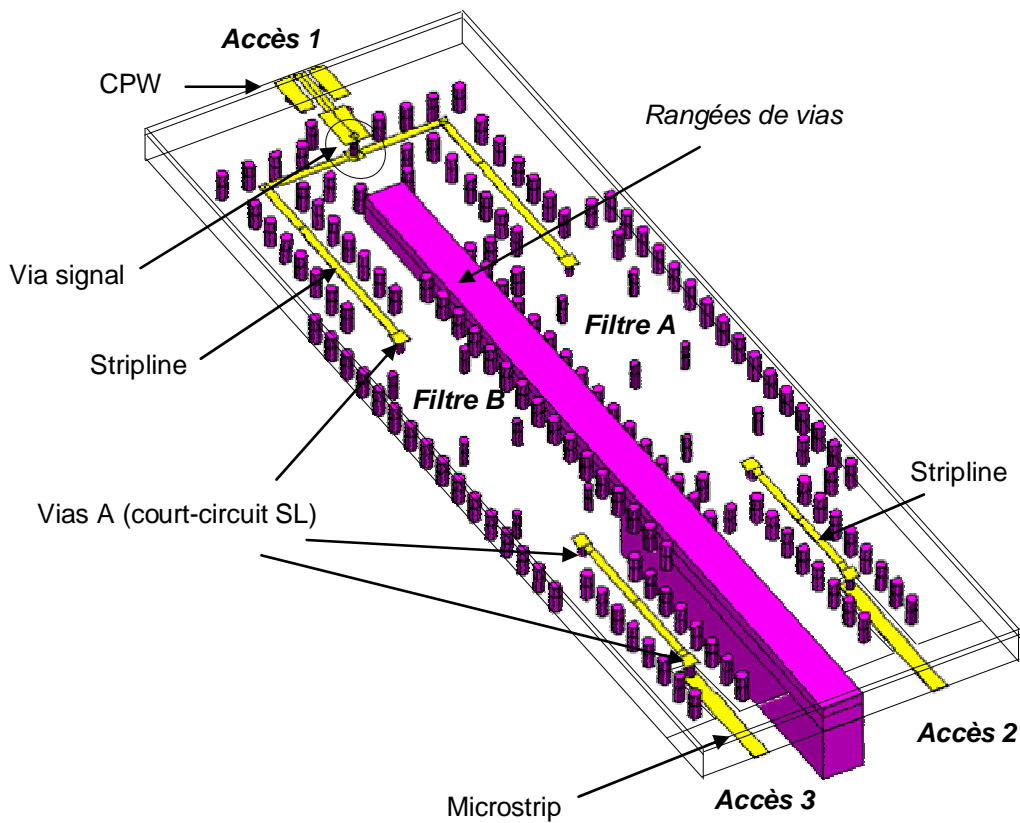 Accès 1
CPW
Rangées de vias
Via signal
Filtre A
Stripline
Filtre B
Stripline
Vias A (court-circuit SL)
Accès 2
Microstrip
Accès 3